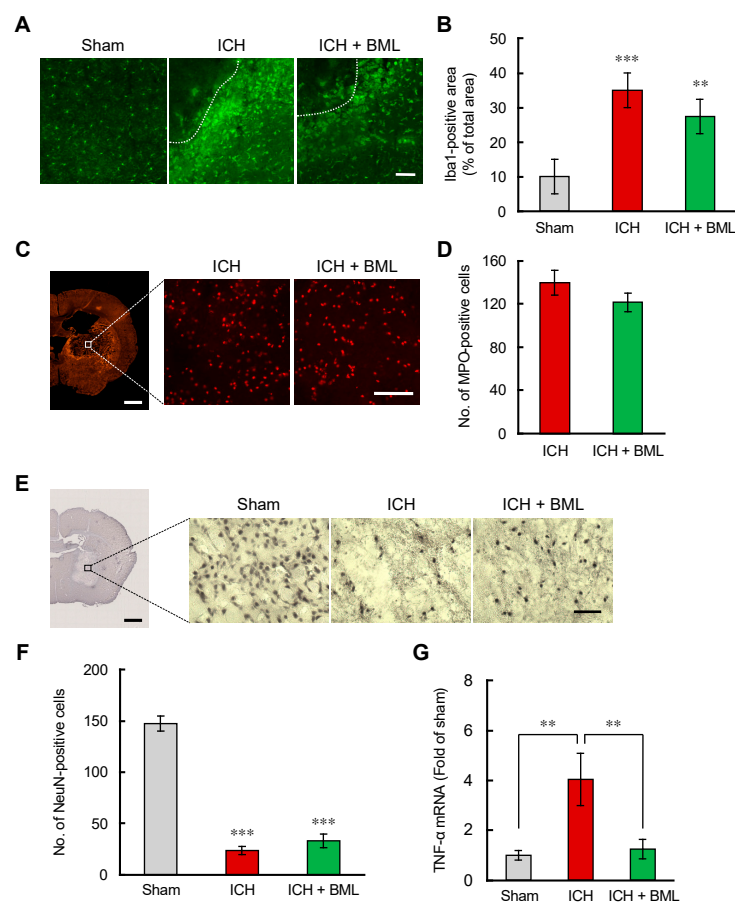 A
Sham ICH ICH + BML
B
Iba1-positive area
(% of total area)
50
40
30
20
10
0
***
**
Sham ICH ICH + BML
C
ICH ICH + BML
D
No. of MPO-positive cells
160
120
80
40
0
ICH ICH + BML
E
Sham ICH ICH + BML
F
No. of NeuN-positive cells
200
150
100
50
0
***
***
Sham ICH ICH + BML
G
TNF-α mRNA (Fold of sham)
8
6
4
2
0
** **
Sham ICH ICH + BML